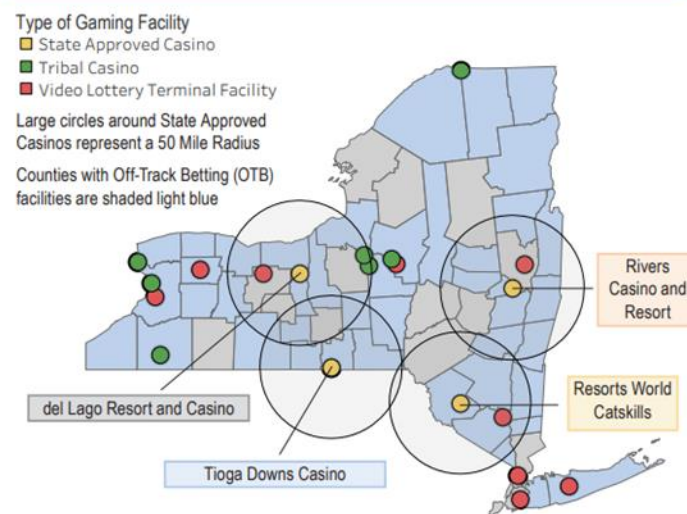 Type of Gaming Facility
State Approved Casino
Tribal Casino
Video Lottery Terminal Facility
Large circles around State Approved
Casinos represent a 50 Mile Radius
Counties with Off-Track Betting (OTB)
facilities are shaded light blue
Rivers
Casino and
Resort
del Lago Resort and Casino
Resorts World
Catskills
Tioga Downs Casino